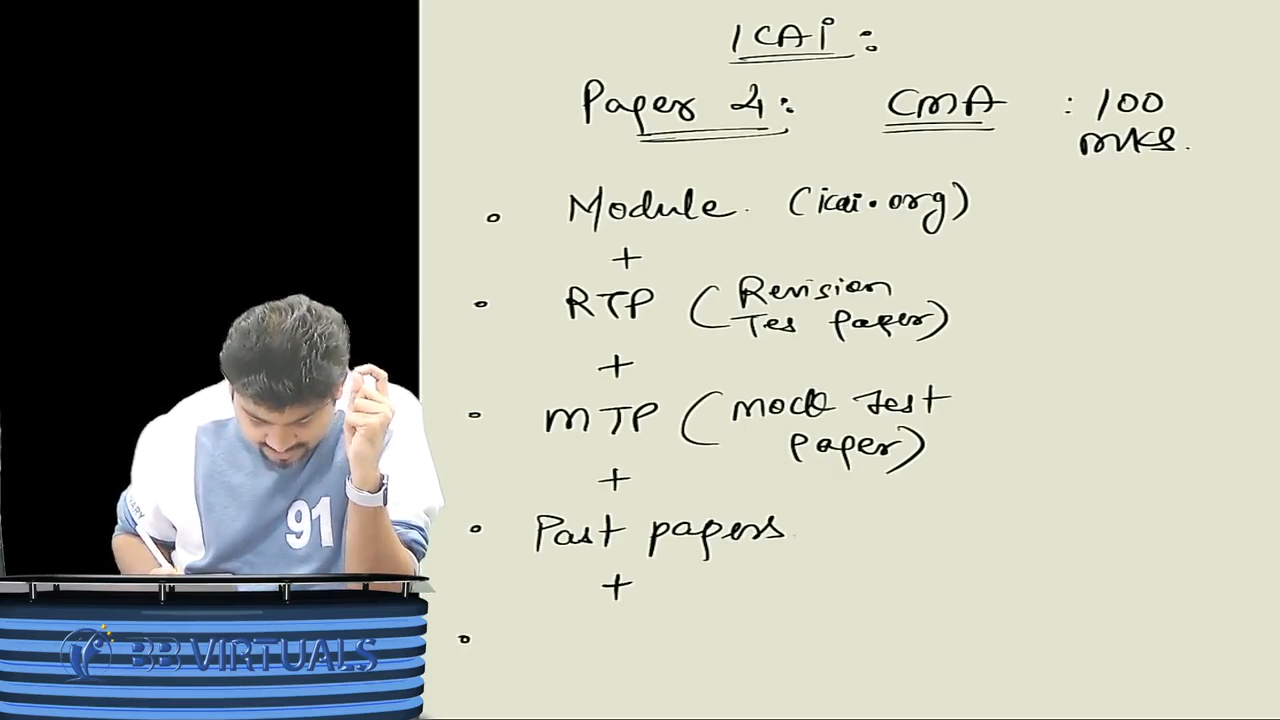 ICAI :
Paper 4: CMA : 100
mks.
Module. (icai.org)
+
RTP (Revision
Tes paper)
+
MTP (mock Test
paper)
+
Past papers
+
91
BB VIRTUALS